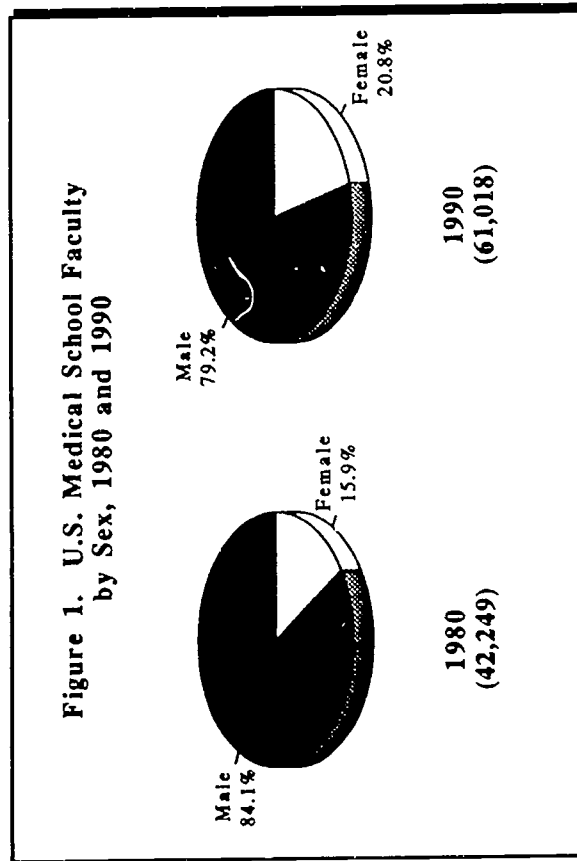 Figure 1. U.S. Medical School Faculty
by Sex, 1980 and 1990
Male
84.1%
Female
15.9%
1980
(42,249)
Male
79.2%
Female
20.8%
1990
(61,018)